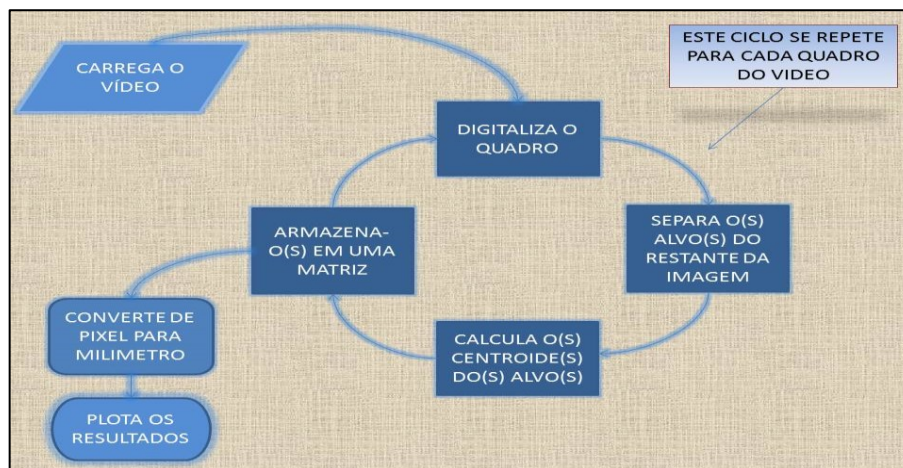 CARREGA O
VÍDEO
ESTE CICLO SE REPETE
PARA CADA QUADRO
DO VIDEO
DIGITALIZA O
QUADRO
SEPARA O(S)
ALVO(S) DO
RESTANTE DA
IMAGEM
CALCULA O(S)
CENTROIDE(S)
DO(S) ALVO(S)
ARMAZENA-
O(S) EM UMA
MATRIZ
CONVERTE DE
PIXEL PARA
MILIMETRO
PLOTA OS
RESULTADOS